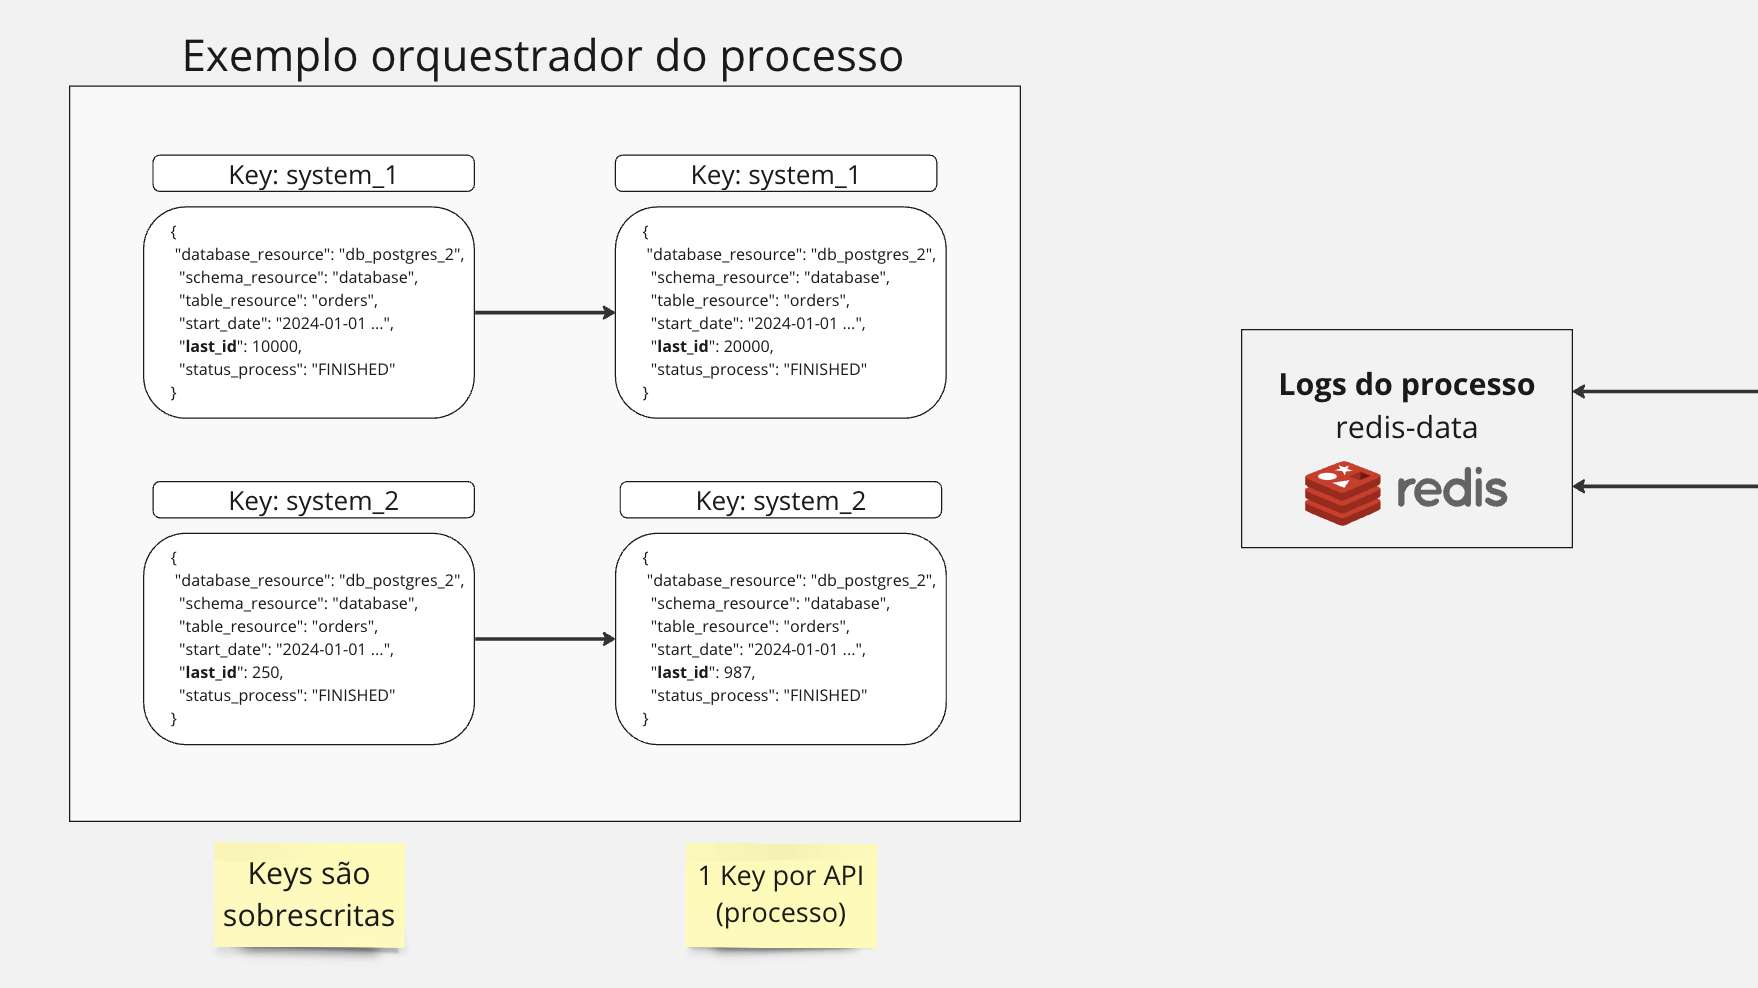 Exemplo orquestrador do processo
Key: system_1
{
"database_resource": "db_postgres_2",
"schema_resource": "database",
"table_resource": "orders",
"start_date": "2024-01-01 ...",
"last_id": 10000,
"status_process": "FINISHED"
}
Key: system_1
{
"database_resource": "db_postgres_2",
"schema_resource": "database",
"table_resource": "orders",
"start_date": "2024-01-01 ...",
"last_id": 20000,
"status_process": "FINISHED"
}
Key: system_2
{
"database_resource": "db_postgres_2",
"schema_resource": "database",
"table_resource": "orders",
"start_date": "2024-01-01 ...",
"last_id": 250,
"status_process": "FINISHED"
}
Key: system_2
{
"database_resource": "db_postgres_2",
"schema_resource": "database",
"table_resource": "orders",
"start_date": "2024-01-01 ...",
"last_id": 987,
"status_process": "FINISHED"
}
Keys são
sobrescritas
1 Key por API
(processo)
Logs do processo
redis-data
redis